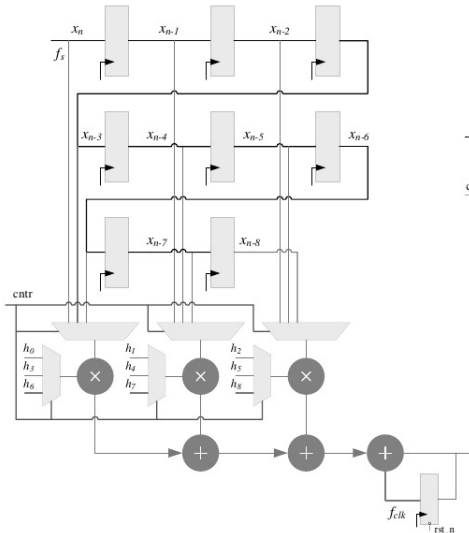 xn xn-1 xn-2
fs
xn-3 xn-4 xn-5 xn-6
xn-7 xn-8
cntr
h0 h1 h2
h3 h4 h5
h6 h7 h8
× × ×
+ + +
fclk
rst_n